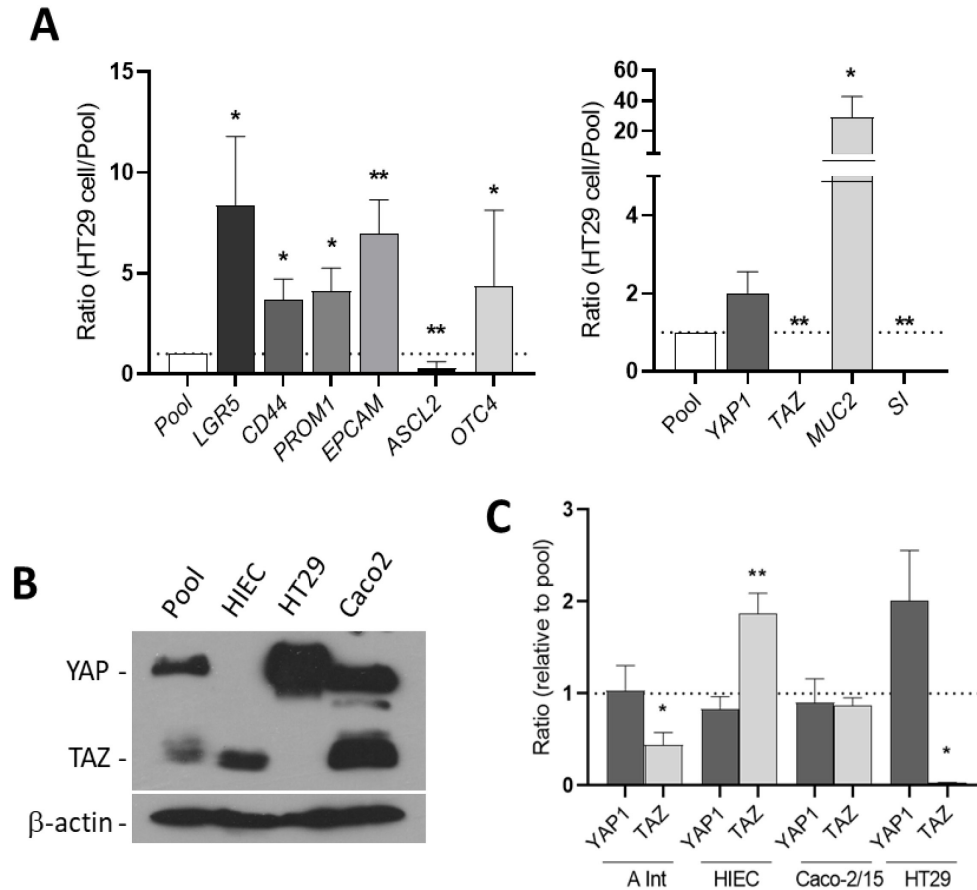 A
Ratio (HT29 cell/Pool)
15
10
5
0
*
*
*
**
**
*
Pool
LGR5
CD44
PROM1
EPCAM
ASCL2
OTC4
Ratio (HT29 cell/Pool)
60
40
20
4
2
0
**
*
**
Pool
YAP1
TAZ
MUC2
SI
B
Pool
HIEC
HT29
Caco2
YAP -
TAZ -
β-actin -
C
Ratio (relative to pool)
3
2
1
0
*
**
*
YAP1
TAZ
YAP1
TAZ
YAP1
TAZ
YAP1
TAZ
A Int
HIEC
Caco-2/15
HT29